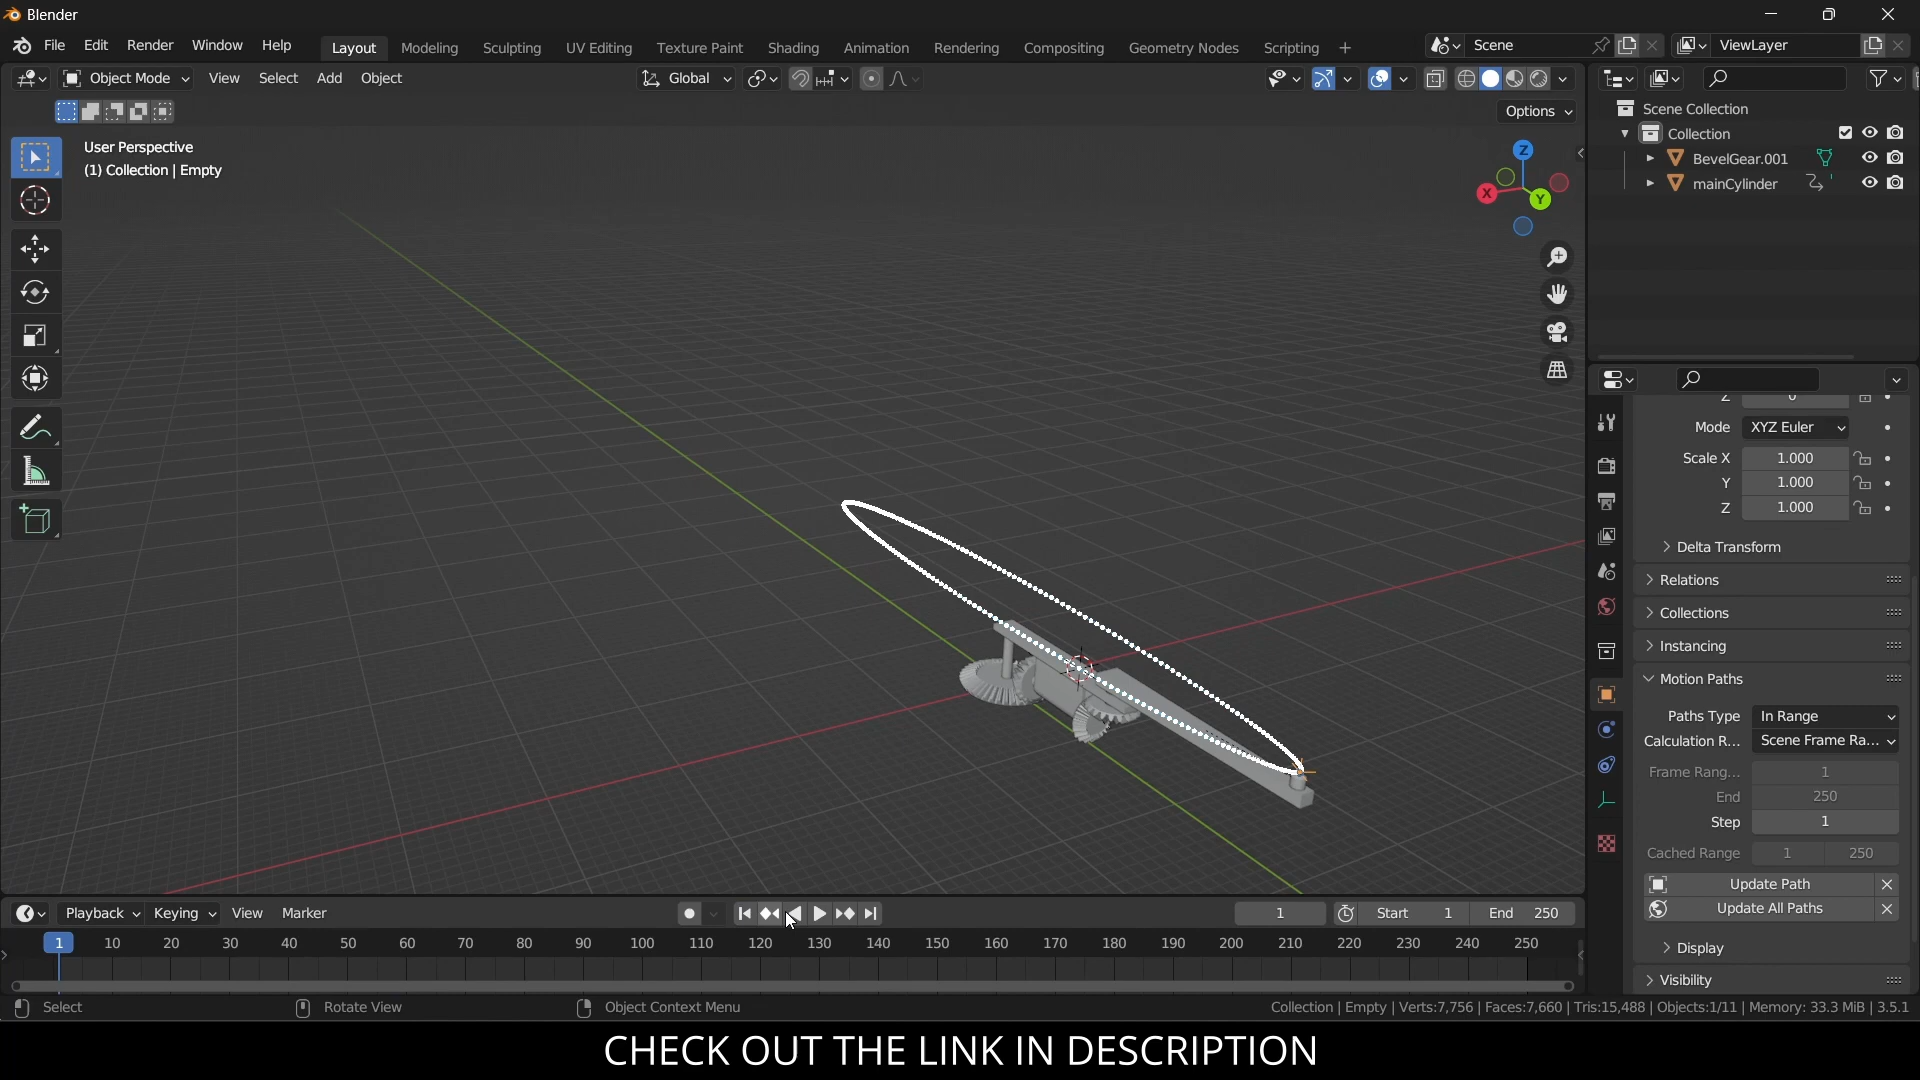 Blender
File Edit Render Window Help Layout Modeling Sculpting UV Editing Texture Paint Shading Animation Rendering Compositing Geometry Nodes Scripting + Scene ViewLayer
Object Mode View Select Add Object Global
Options
User Perspective
(1) Collection | Empty
Z
X
Y
Scene Collection
Collection
BevelGear.001
mainCylinder
Z 0
Mode XYZ Euler
Scale X 1.000
Y 1.000
Z 1.000
Delta Transform
Relations
Collections
Instancing
Motion Paths
Paths Type In Range
Calculation R... Scene Frame Ra...
Frame Rang... 1
End 250
Step 1
Cached Range 1 250
Update Path
Update All Paths
Display
Visibility
Playback Keying View Marker 1 Start 1 End 250
1 10 20 30 40 50 60 70 80 90 100 110 120 130 140 150 160 170 180 190 200 210 220 230 240 250
Select Rotate View Object Context Menu Collection | Empty | Verts:7,756 | Faces:7,660 | Tris:15,488 | Objects:1/11 | Memory: 33.3 MiB | 3.5.1
CHECK OUT THE LINK IN DESCRIPTION